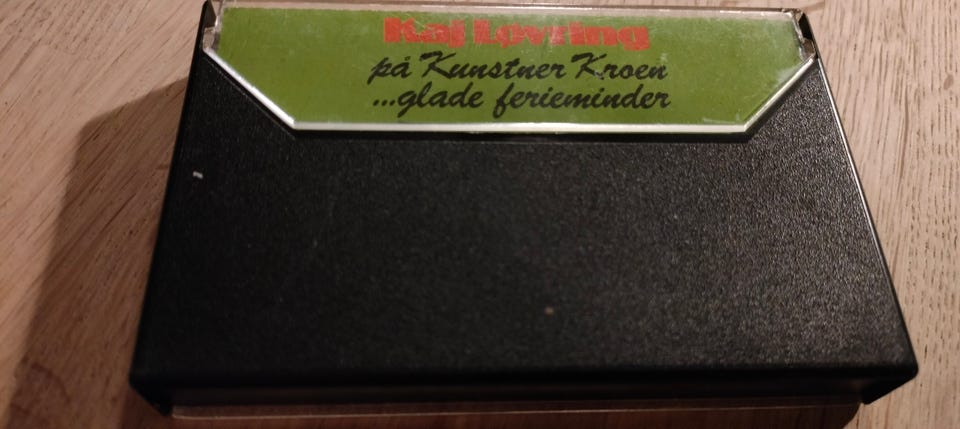 Kaj Løvring
på Kunstner Kroen
...glade ferieminder